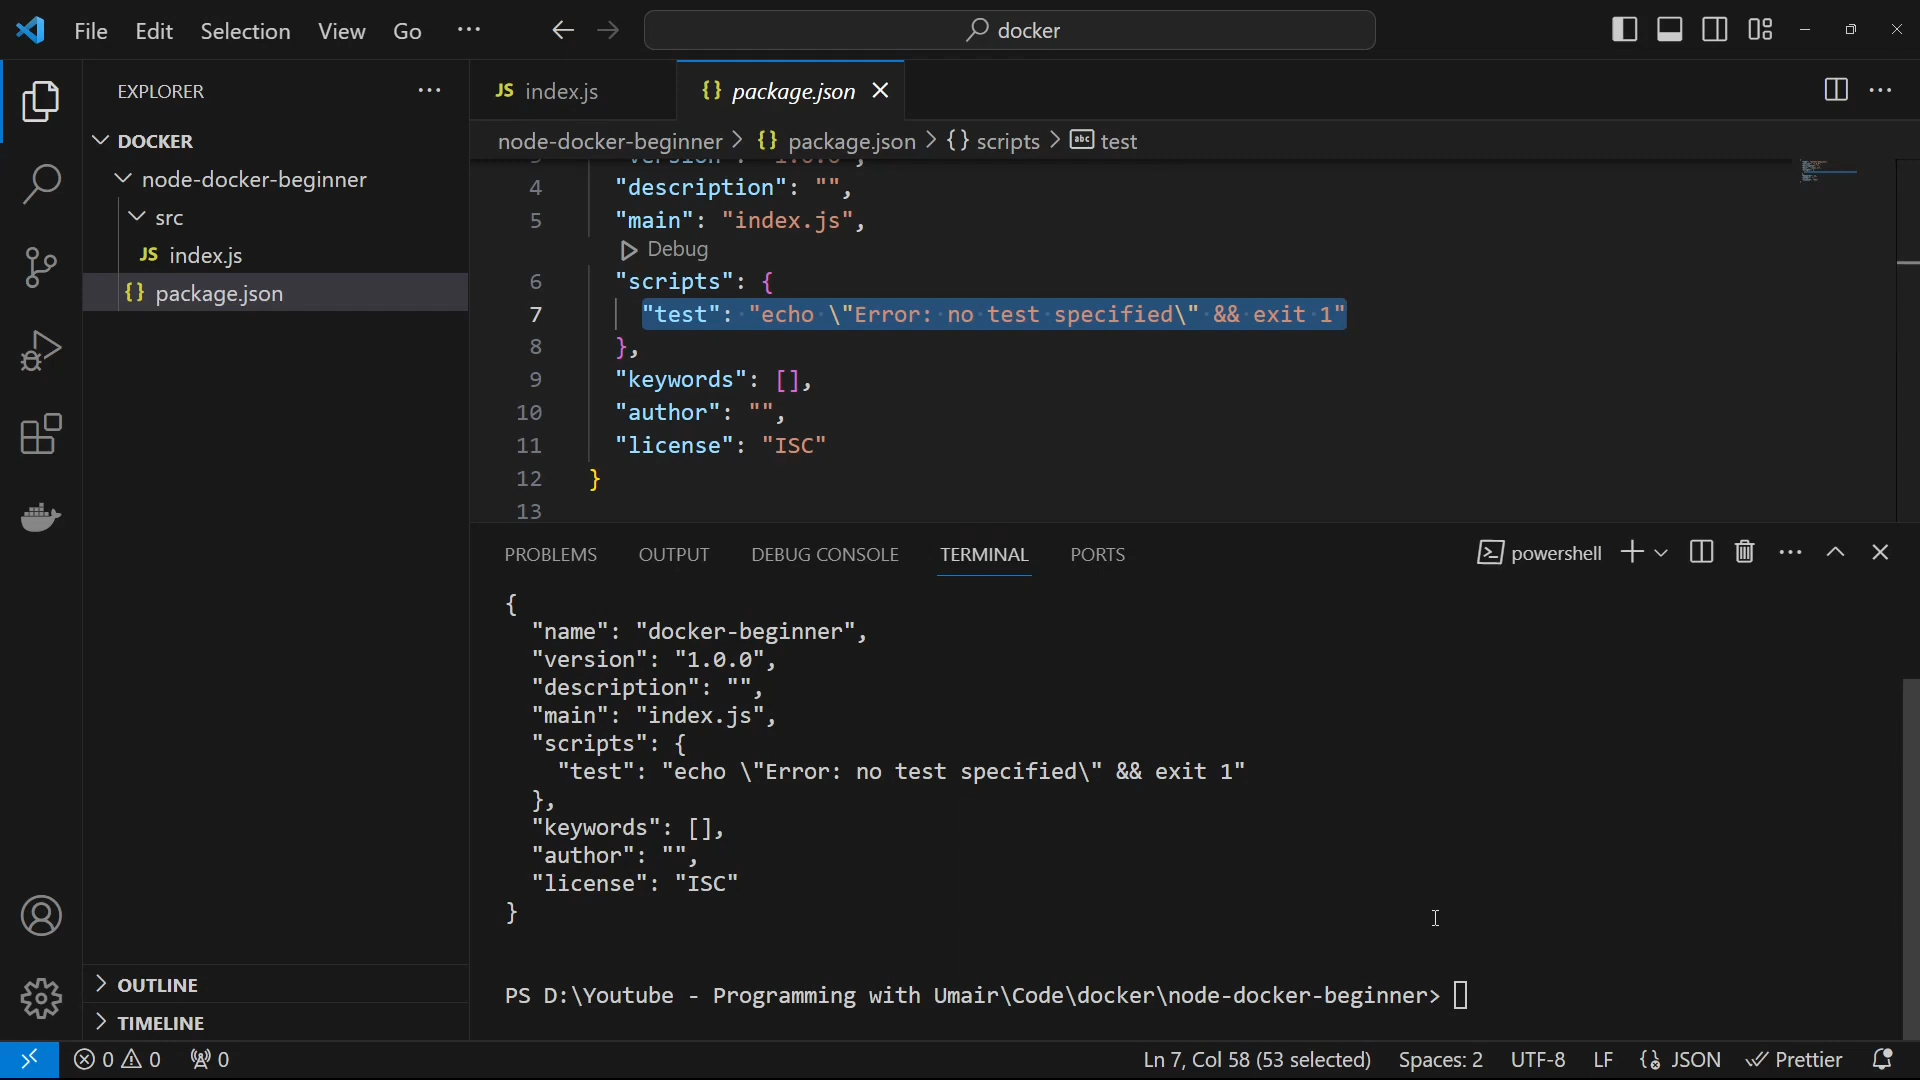 File Edit Selection View Go ···
docker
EXPLORER ···
DOCKER
node-docker-beginner
src
JS index.js
{} package.json
OUTLINE
TIMELINE
JS index.js
{} package.json
node-docker-beginner > {} package.json > {} scripts > abc test
3 "version": "1.0.0",
4 "description": "",
5 "main": "index.js",
Debug
6 "scripts": {
7 "test": "echo \"Error: no test specified\" && exit 1"
8 },
9 "keywords": [],
10 "author": "",
11 "license": "ISC"
12 }
13
PROBLEMS OUTPUT DEBUG CONSOLE TERMINAL PORTS
powershell
{
"name": "docker-beginner",
"version": "1.0.0",
"description": "",
"main": "index.js",
"scripts": {
"test": "echo \"Error: no test specified\" && exit 1"
},
"keywords": [],
"author": "",
"license": "ISC"
}
PS D:\Youtube - Programming with Umair\Code\docker\node-docker-beginner>
0 0 0
Ln 7, Col 58 (53 selected) Spaces: 2 UTF-8 LF {} JSON Prettier